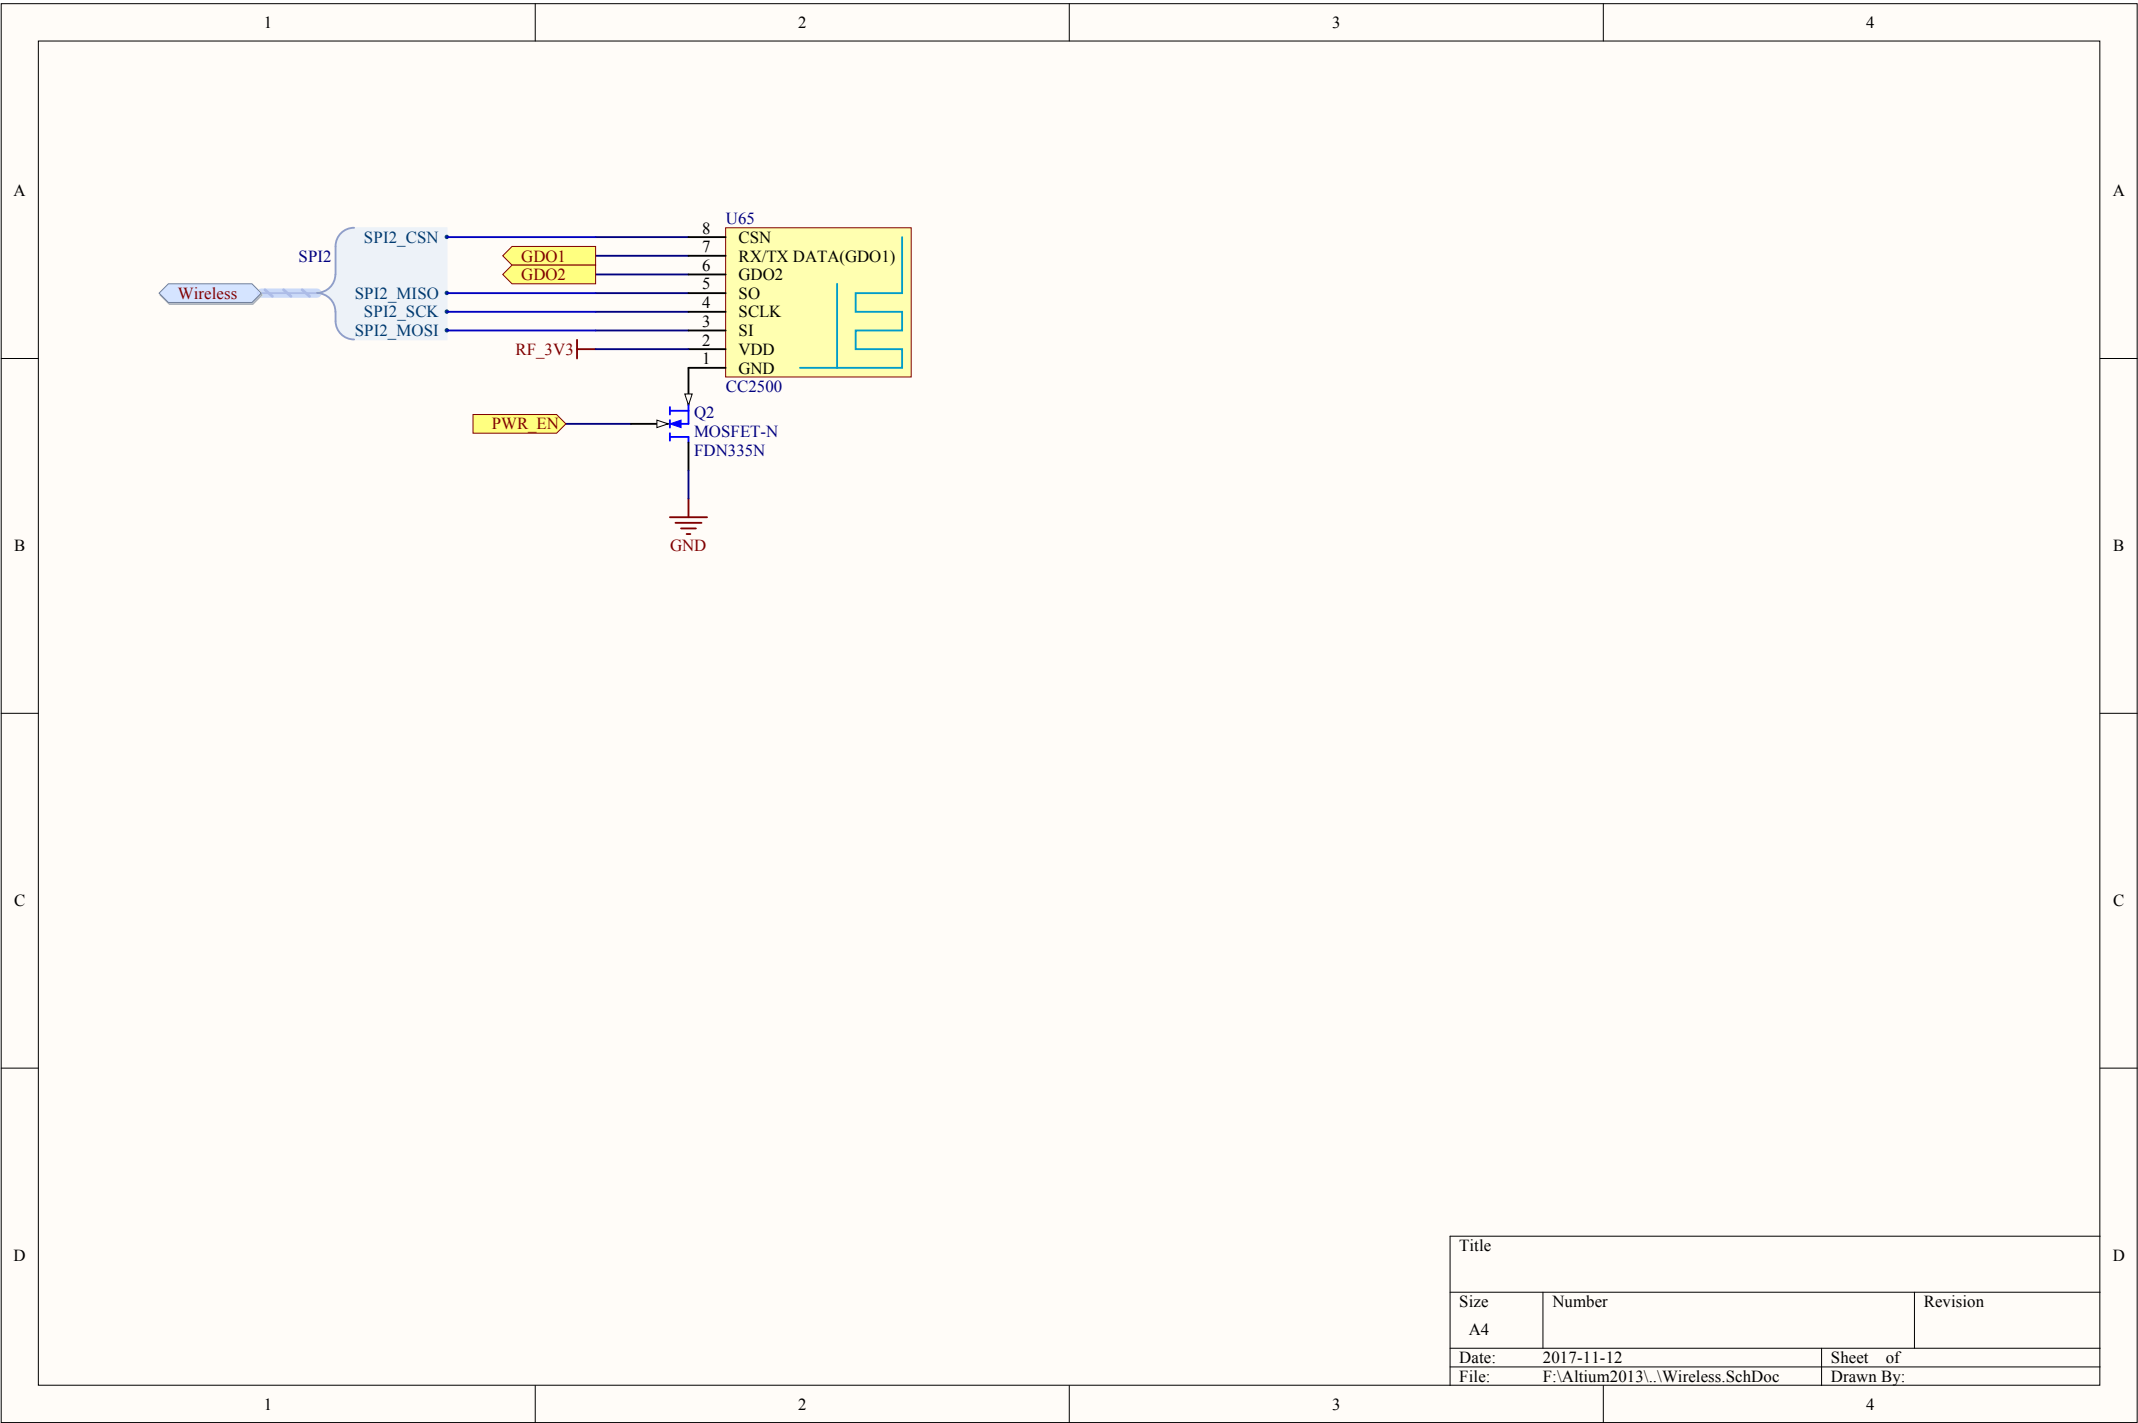 1 2 3 4
A A
U65
SPI2_CSN 8 CSN
SPI2 GDO1 7 RX/TX DATA(GDO1)
GDO2 6 GDO2
Wireless SPI2_MISO 5 SO
SPI2_SCK 4 SCLK
SPI2_MOSI 3 SI
RF_3V3 2 VDD
1 GND
CC2500
Q2
PWR_EN MOSFET-N
FDN335N
GND
B B
C C
D D
Title
Size Number Revision
A4
Date: 2017-11-12 Sheet of
File: F:\Altium2013\..\Wireless.SchDoc Drawn By:
1 2 3 4